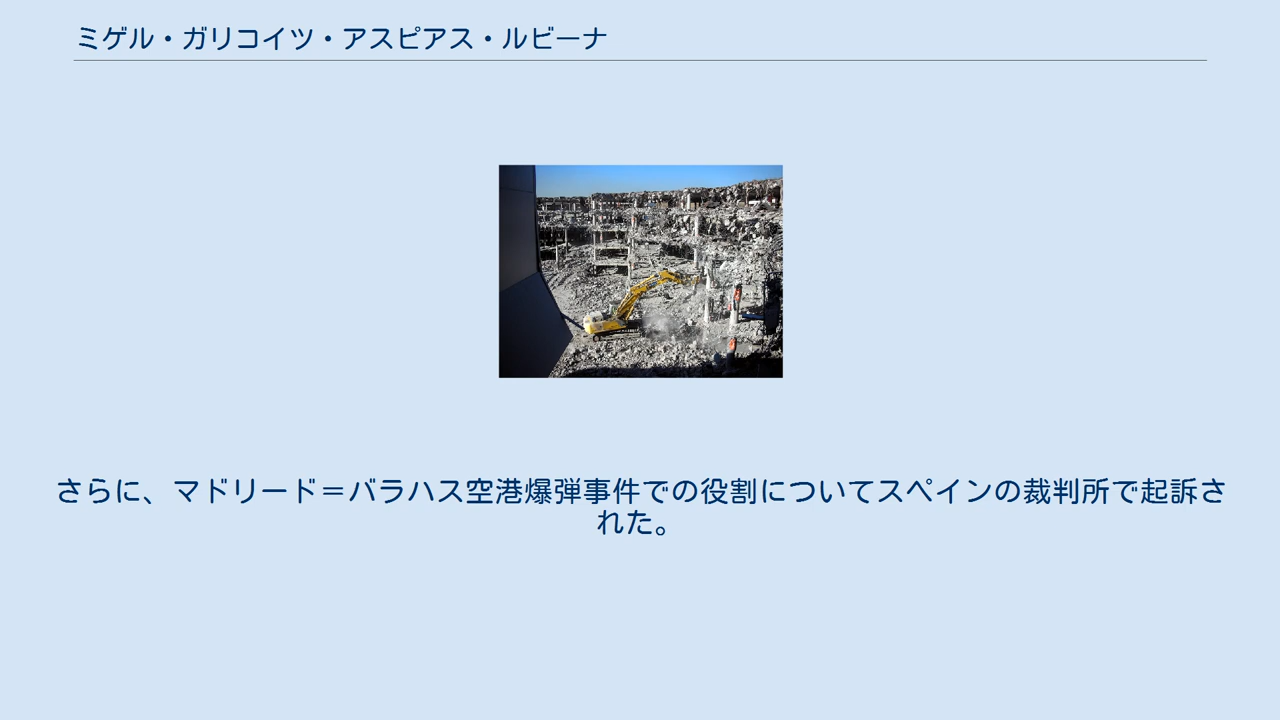 ミゲル・ガリコイツ・アスピアス・ルビーナ
さらに、マドリード＝バラハス空港爆弾事件での役割についてスペインの裁判所で起訴さ
れた。